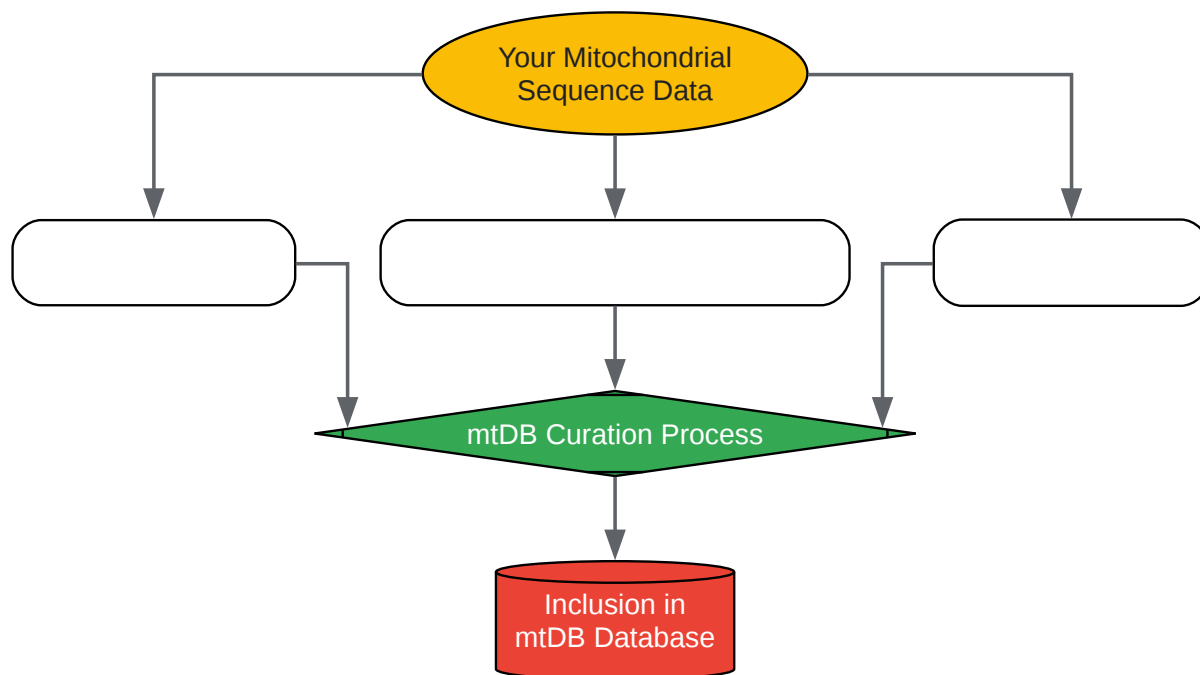 Your Mitochondrial
Sequence Data
mtDB Curation Process
Inclusion in
mtDB Database